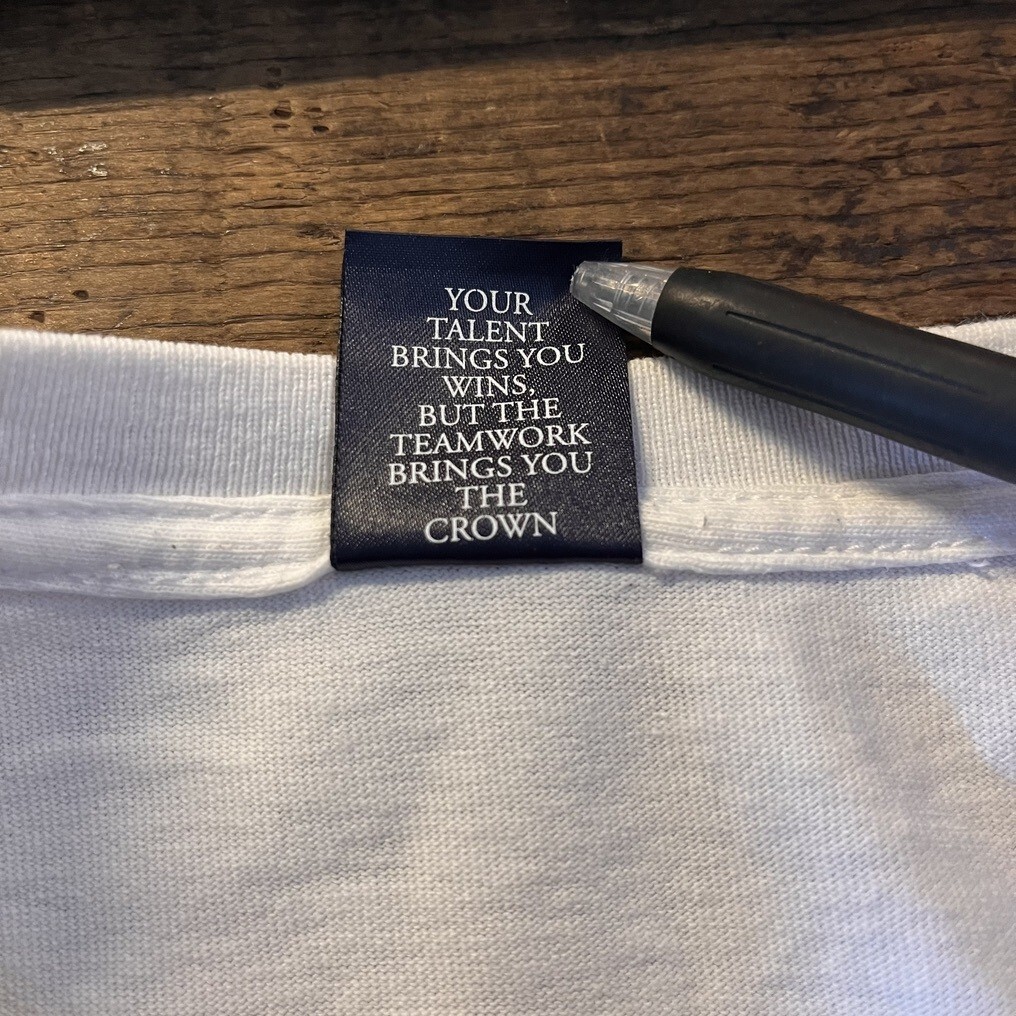 YOUR
TALENT
BRINGS YOU
WINS,
BUT THE
TEAMWORK
BRINGS YOU
THE
CROWN